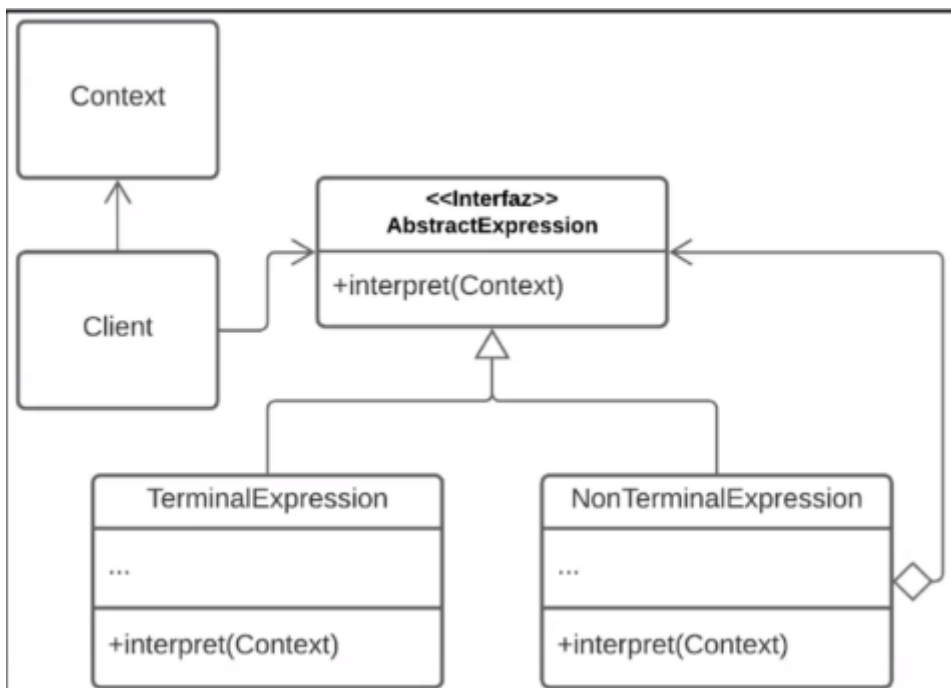 Context
<<Interfaz>>
AbstractExpression
+interpret(Context)
Client
TerminalExpression
...
+interpret(Context)
NonTerminalExpression
...
+interpret(Context)